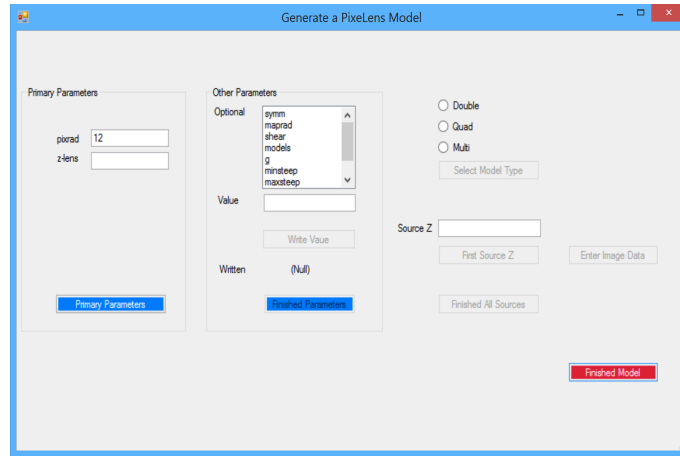 Generate a PixeLens Model
Primary Parameters
pixrad 12
z-lens
Primary Parameters
Other Parameters
Optional
symm
maprad
shear
models
g
minsteep
maxsteep
Value
Write Vaue
Written (Null)
Finished Parameters
Double
Quad
Multi
Select Model Type
Source Z
First Source Z
Enter Image Data
Finished All Sources
Finished Model